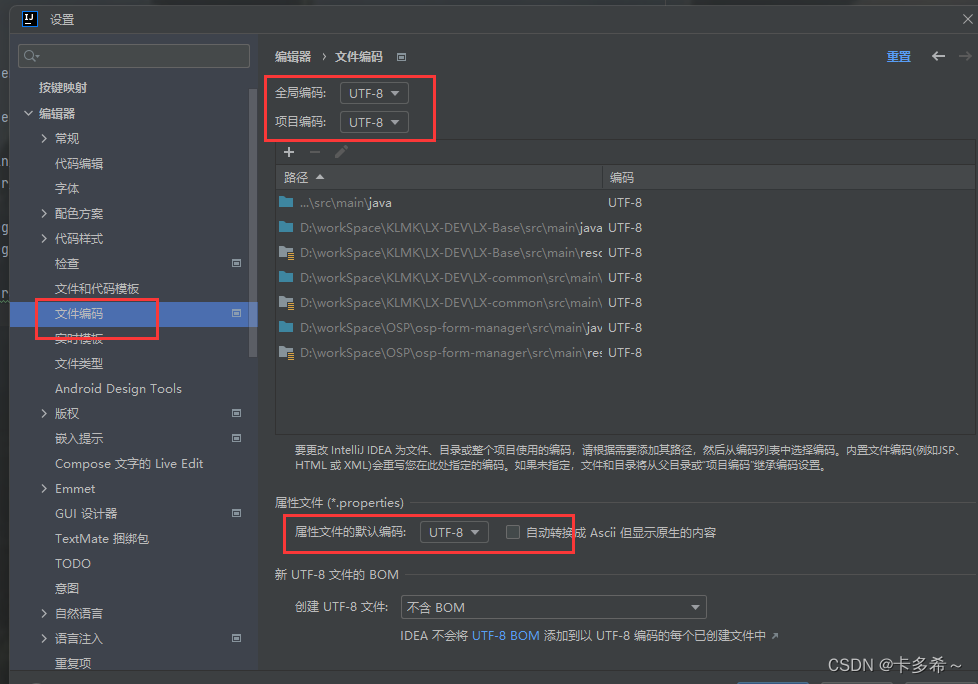 IJ 设置
按键映射
编辑器
常规
代码编辑
字体
配色方案
代码样式
检查
文件和代码模板
文件编码
实时模板
文件类型
Android Design Tools
版权
嵌入提示
Compose 文字的 Live Edit
Emmet
GUI 设计器
TextMate 捆绑包
TODO
意图
自然语言
语言注入
重复项
编辑器 › 文件编码
重置
全局编码: UTF-8
项目编码: UTF-8
路径 编码
...\src\main\java UTF-8
D:\workSpace\KLMK\LX-DEV\LX-Base\src\main\java UTF-8
D:\workSpace\KLMK\LX-DEV\LX-Base\src\main\resc UTF-8
D:\workSpace\KLMK\LX-DEV\LX-common\src\main\ UTF-8
D:\workSpace\KLMK\LX-DEV\LX-common\src\main\ UTF-8
D:\workSpace\OSP\osp-form-manager\src\main\jav UTF-8
D:\workSpace\OSP\osp-form-manager\src\main\res UTF-8
要更改 IntelliJ IDEA 为文件、目录或整个项目使用的编码，请根据需要添加其路径，然后从编码列表中选择编码。内置文件编码(例如JSP、
HTML 或 XML)会重写您在此处指定的编码。如果未指定，文件和目录将从父目录或"项目编码"继承编码设置。
属性文件 (*.properties)
属性文件的默认编码: UTF-8 自动转换成 Ascii 但显示原生的内容
新 UTF-8 文件的 BOM
创建 UTF-8 文件: 不含 BOM
IDEA 不会将 UTF-8 BOM 添加到以 UTF-8 编码的每个已创建文件中 ↗
CSDN @卡多希～